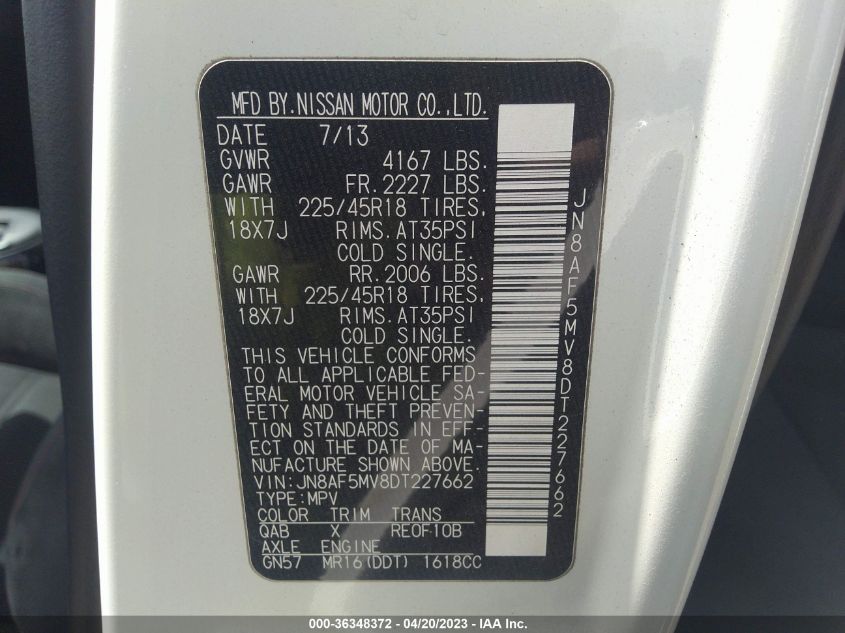 MFD BY.NISSAN MOTOR CO.,LTD.
DATE 7/13
GVWR 4167 LBS.
GAWR FR. 2227 LBS.
WITH 225/45R18 TIRES,
18X7J RIMS. AT35PSI
COLD SINGLE.
GAWR RR. 2006 LBS.
WITH 225/45R18 TIRES,
18X7J RIMS. AT35PSI
COLD SINGLE.
THIS VEHICLE CONFORMS
TO ALL APPLICABLE FED-
ERAL MOTOR VEHICLE SA-
FETY AND THEFT PREVEN-
TION STANDARDS IN EFF-
ECT ON THE DATE OF MA-
NUFACTURE SHOWN ABOVE.
VIN:JN8AF5MV8DT227662
TYPE:MPV
COLOR TRIM TRANS
QAB X RE0F10B
AXLE ENGINE
GN57 MR16(DDT) 1618CC
JN8AF5MV8DT227662
000-36348372 - 04/20/2023 - IAA Inc.